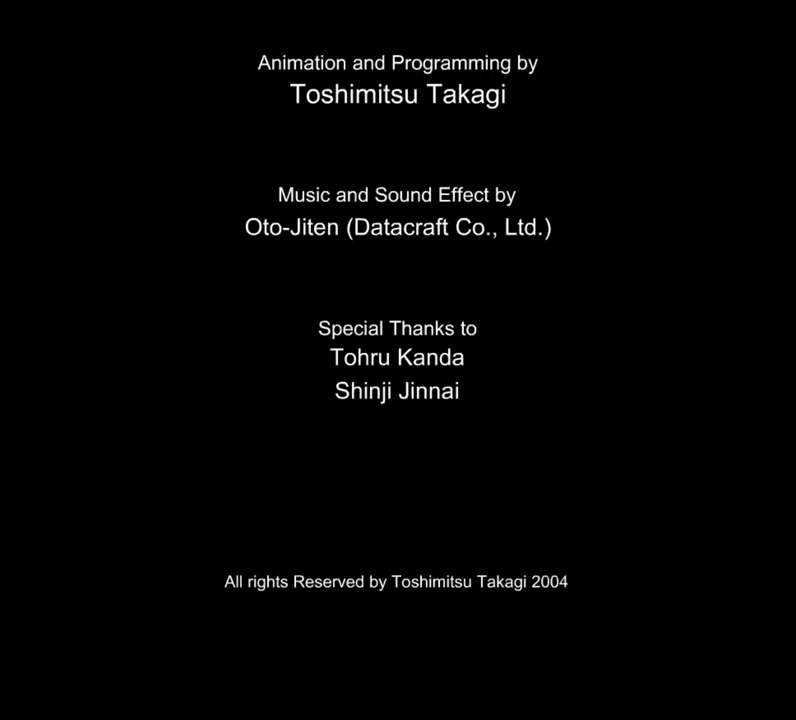 Animation and Programming by
Toshimitsu Takagi
Music and Sound Effect by
Oto-Jiten (Datacraft Co., Ltd.)
Special Thanks to
Tohru Kanda
Shinji Jinnai
All rights Reserved by Toshimitsu Takagi 2004